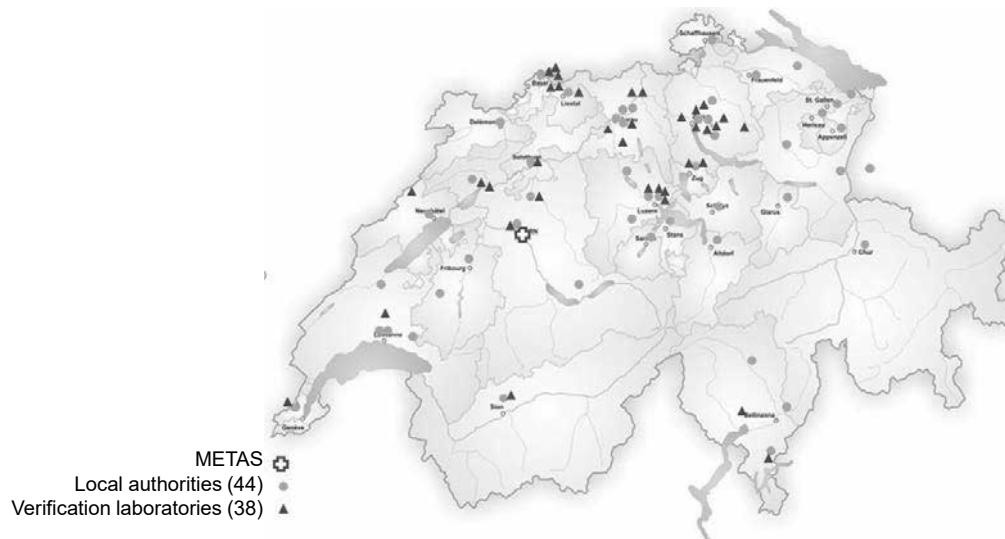 Schaffhausen
Basel
Liestal
Frauenfeld
St. Gallen
Herisau
Appenzell
Delémont
Solothurn
Zug
Neuchâtel
Luzern
Schwyz
Glarus
Stans
Sarnen
Altdorf
Chur
Fribourg
Lausanne
Sion
Bellinzona
Genève
METAS
Local authorities (44)
Verification laboratories (38)